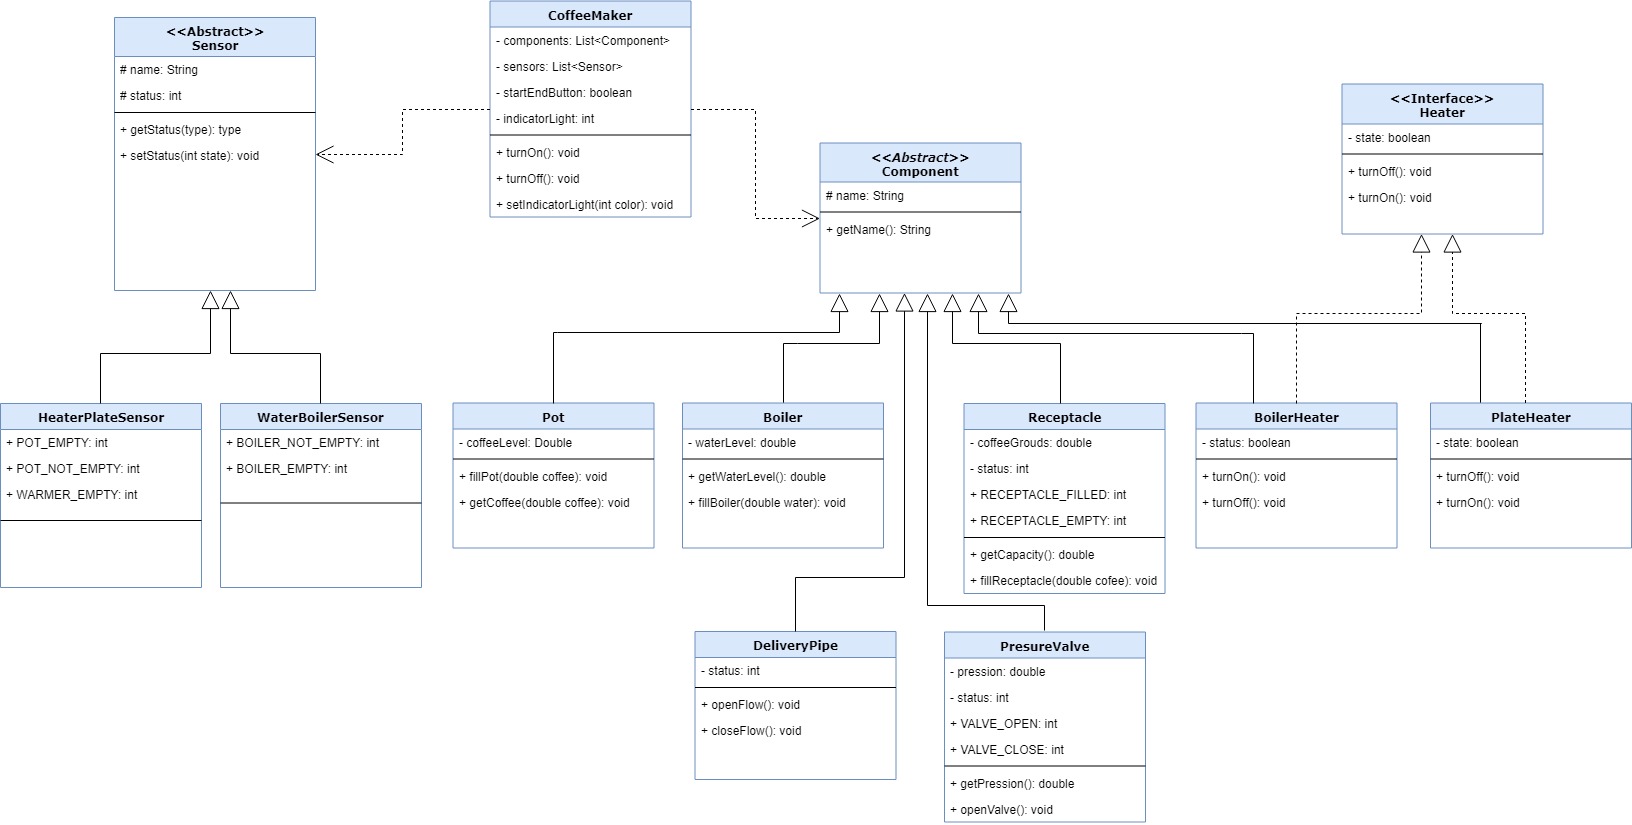 <<Abstract>>
Sensor
# name: String
# status: int
+ getStatus(type): type
+ setStatus(int state): void
CoffeeMaker
- components: List<Component>
- sensors: List<Sensor>
- startEndButton: boolean
- indicatorLight: int
+ turnOn(): void
+ turnOff(): void
+ setIndicatorLight(int color): void
<<Abstract>>
Component
# name: String
+ getName(): String
<<Interface>>
Heater
- state: boolean
+ turnOff(): void
+ turnOn(): void
HeaterPlateSensor
+ POT_EMPTY: int
+ POT_NOT_EMPTY: int
+ WARMER_EMPTY: int
WaterBoilerSensor
+ BOILER_NOT_EMPTY: int
+ BOILER_EMPTY: int
Pot
- coffeeLevel: Double
+ fillPot(double coffee): void
+ getCoffee(double coffee): void
Boiler
- waterLevel: double
+ getWaterLevel(): double
+ fillBoiler(double water): void
Receptacle
- coffeeGrouds: double
- status: int
+ RECEPTACLE_FILLED: int
+ RECEPTACLE_EMPTY: int
+ getCapacity(): double
+ fillReceptacle(double cofee): void
BoilerHeater
- status: boolean
+ turnOn(): void
+ turnOff(): void
PlateHeater
- state: boolean
+ turnOff(): void
+ turnOn(): void
DeliveryPipe
- status: int
+ openFlow(): void
+ closeFlow(): void
PresureValve
- pression: double
- status: int
+ VALVE_OPEN: int
+ VALVE_CLOSE: int
+ getPression(): double
+ openValve(): void